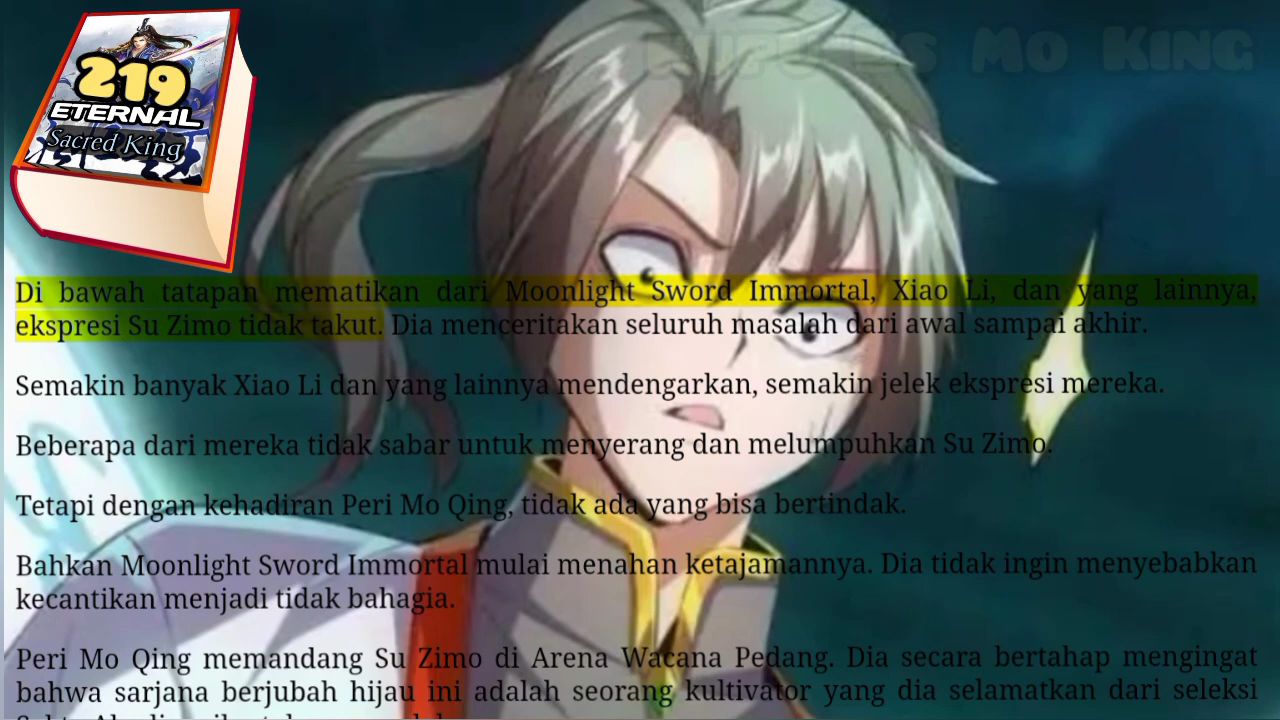 219
ETERNAL
Sacred King
Mo King
Di bawah tatapan mematikan dari Moonlight Sword Immortal, Xiao Li, dan yang lainnya,
ekspresi Su Zimo tidak takut. Dia menceritakan seluruh masalah dari awal sampai akhir.
Semakin banyak Xiao Li dan yang lainnya mendengarkan, semakin jelek ekspresi mereka.
Beberapa dari mereka tidak sabar untuk menyerang dan melumpuhkan Su Zimo.
Tetapi dengan kehadiran Peri Mo Qing, tidak ada yang bisa bertindak.
Bahkan Moonlight Sword Immortal mulai menahan ketajamannya. Dia tidak ingin menyebabkan
kecantikan menjadi tidak bahagia.
Peri Mo Qing memandang Su Zimo di Arena Wacana Pedang. Dia secara bertahap mengingat
bahwa sarjana berjubah hijau ini adalah seorang kultivator yang dia selamatkan dari seleksi